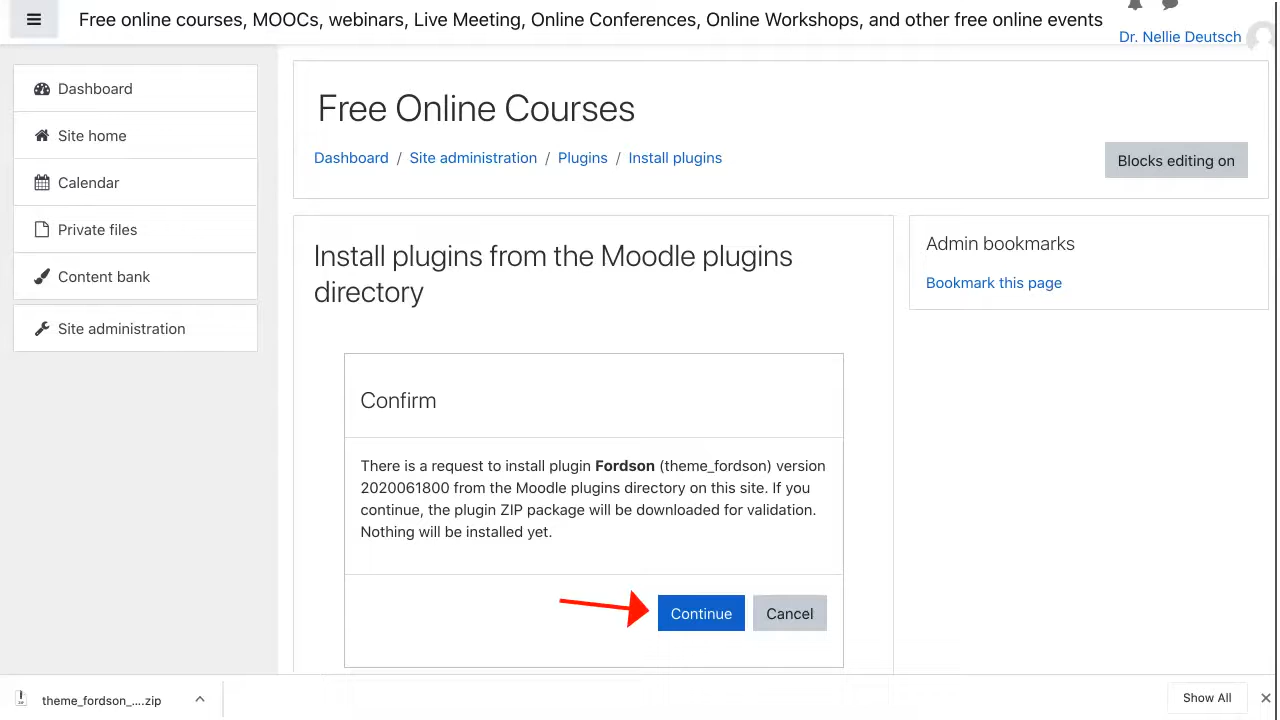 Free online courses, MOOCs, webinars, Live Meeting, Online Conferences, Online Workshops, and other free online events
Dr. Nellie Deutsch
Dashboard
Site home
Calendar
Private files
Content bank
Site administration
Free Online Courses
Dashboard / Site administration / Plugins / Install plugins
Blocks editing on
Install plugins from the Moodle plugins
directory
Admin bookmarks
Bookmark this page
Confirm
There is a request to install plugin Fordson (theme_fordson) version
2020061800 from the Moodle plugins directory on this site. If you
continue, the plugin ZIP package will be downloaded for validation.
Nothing will be installed yet.
Continue
Cancel
theme_fordson_....zip
Show All